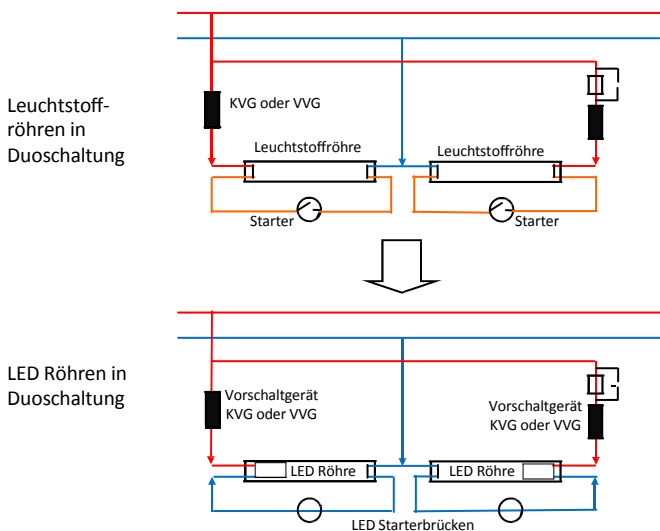 Leuchtstoff-
röhren in
Duoschaltung
KVG oder VVG
Leuchtstoffröhre
Leuchtstoffröhre
Starter
Starter
LED Röhren in
Duoschaltung
Vorschaltgerät
KVG oder VVG
Vorschaltgerät
KVG oder VVG
LED Röhre
LED Röhre
LED Starterbrücken